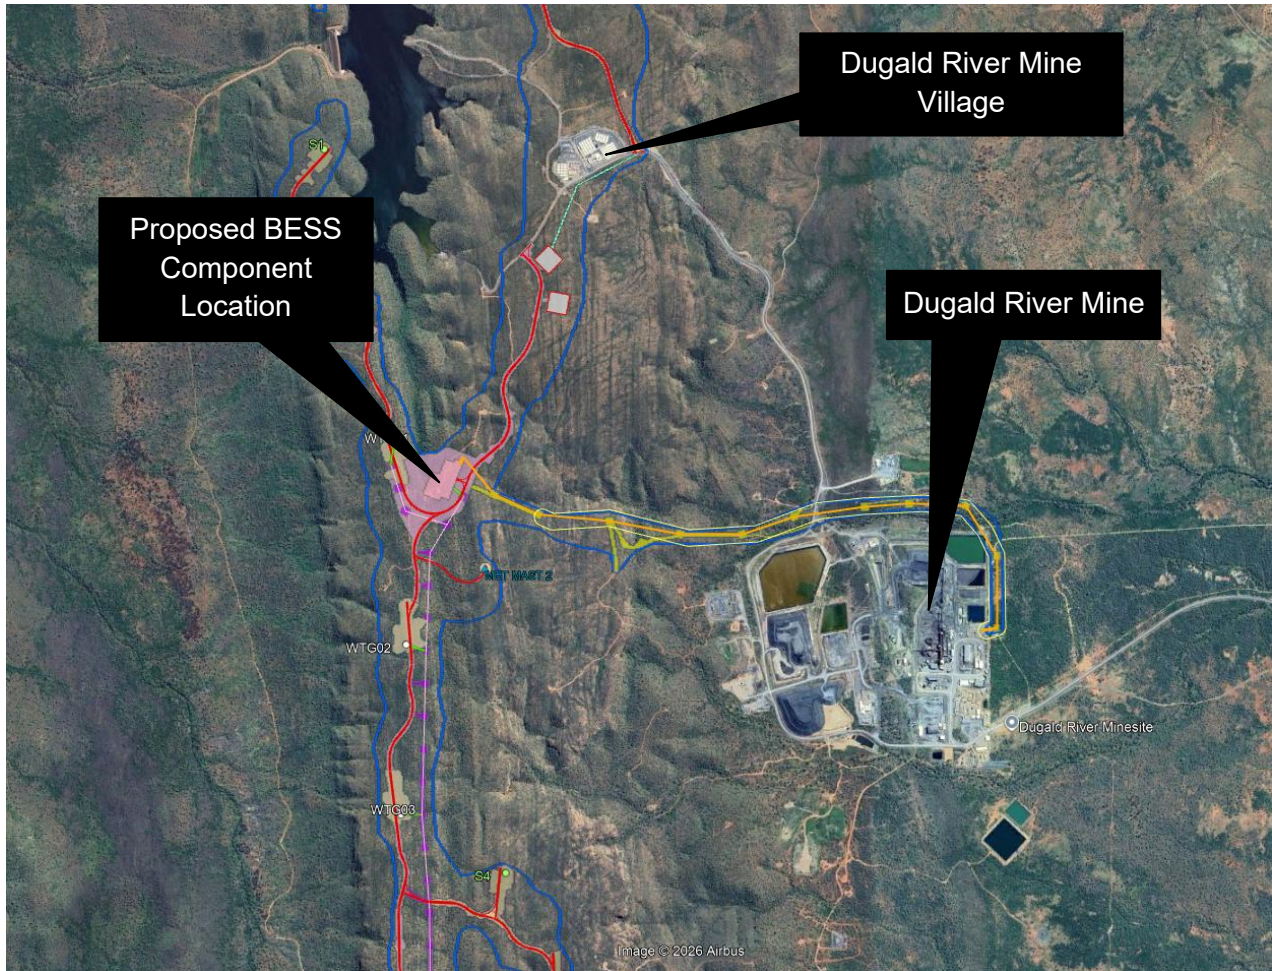 Dugald River Mine
Village
S1
Proposed BESS
Component
Location
Dugald River Mine
MET MAST 2
WTG02
Dugald River Minesite
WTG03
S4
Image © 2026 Airbus